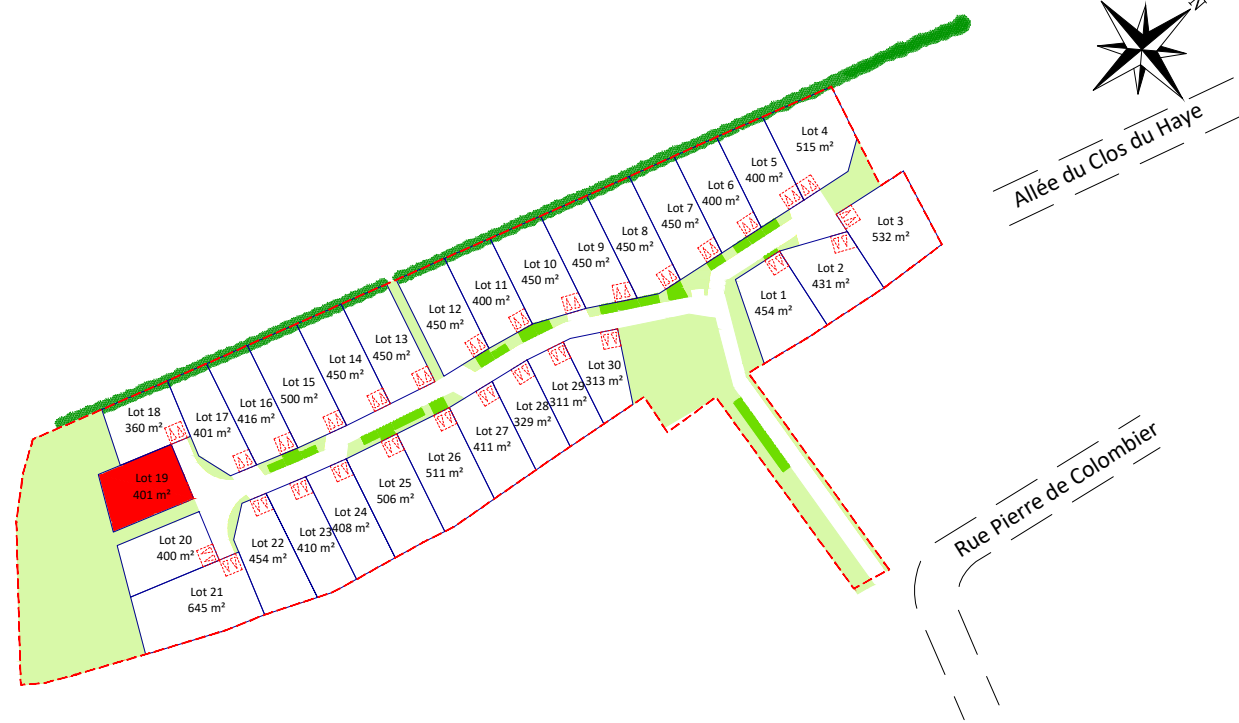 N
Allée du Clos du Haye
Lot 4
515 m²
Lot 5
400 m²
Lot 6
400 m²
Lot 7
450 m²
Lot 8
450 m²
Lot 9
450 m²
Lot 10
450 m²
Lot 11
400 m²
Lot 12
450 m²
Lot 13
450 m²
Lot 14
450 m²
Lot 15
500 m²
Lot 16
416 m²
Lot 17
401 m²
Lot 18
360 m²
Lot 19
401 m²
Lot 20
400 m²
Lot 21
645 m²
Lot 22
454 m²
Lot 23
410 m²
Lot 24
408 m²
Lot 25
506 m²
Lot 26
511 m²
Lot 27
411 m²
Lot 28
329 m²
Lot 29
311 m²
Lot 30
313 m²
Lot 1
454 m²
Lot 2
431 m²
Lot 3
532 m²
Rue Pierre de Colombier